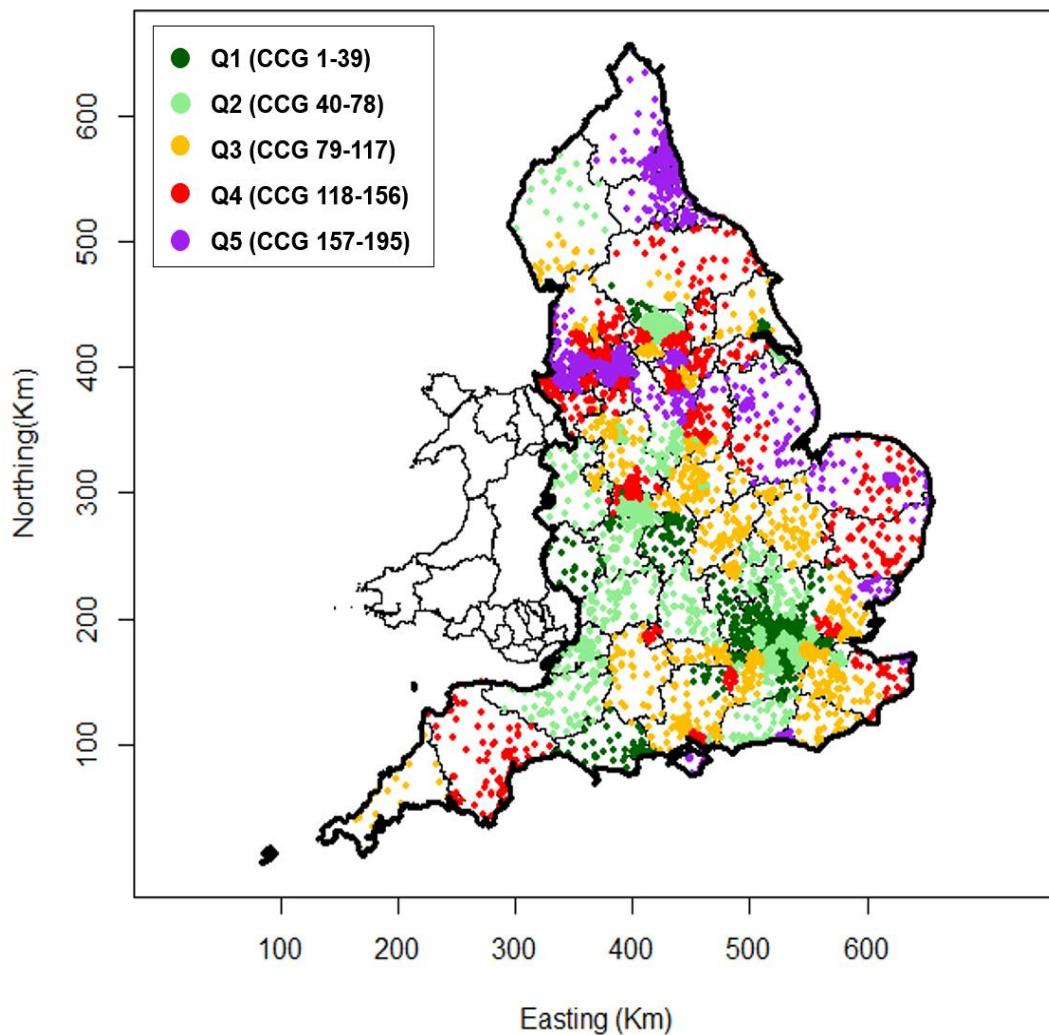 Q1 (CCG 1-39)
Q2 (CCG 40-78)
Q3 (CCG 79-117)
Q4 (CCG 118-156)
Q5 (CCG 157-195)
Northing(Km)
600
500
400
300
200
100
100 200 300 400 500 600
Easting (Km)